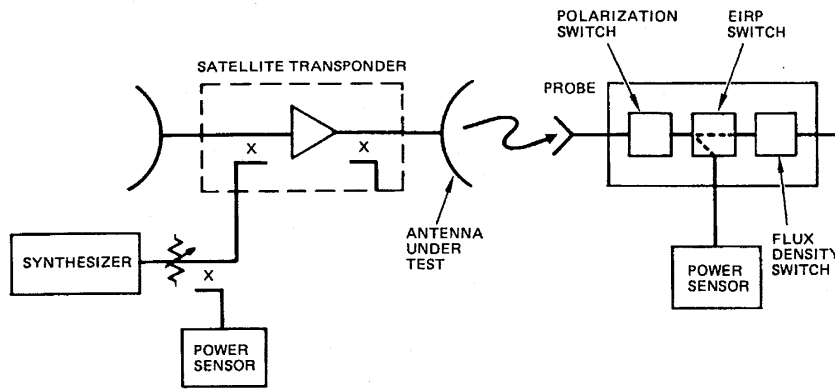 POLARIZATION
SWITCH
EIRP
SWITCH
SATELLITE TRANSPONDER
PROBE
X
X
ANTENNA
UNDER
TEST
FLUX
DENSITY
SWITCH
SYNTHESIZER
X
POWER
SENSOR
POWER
SENSOR